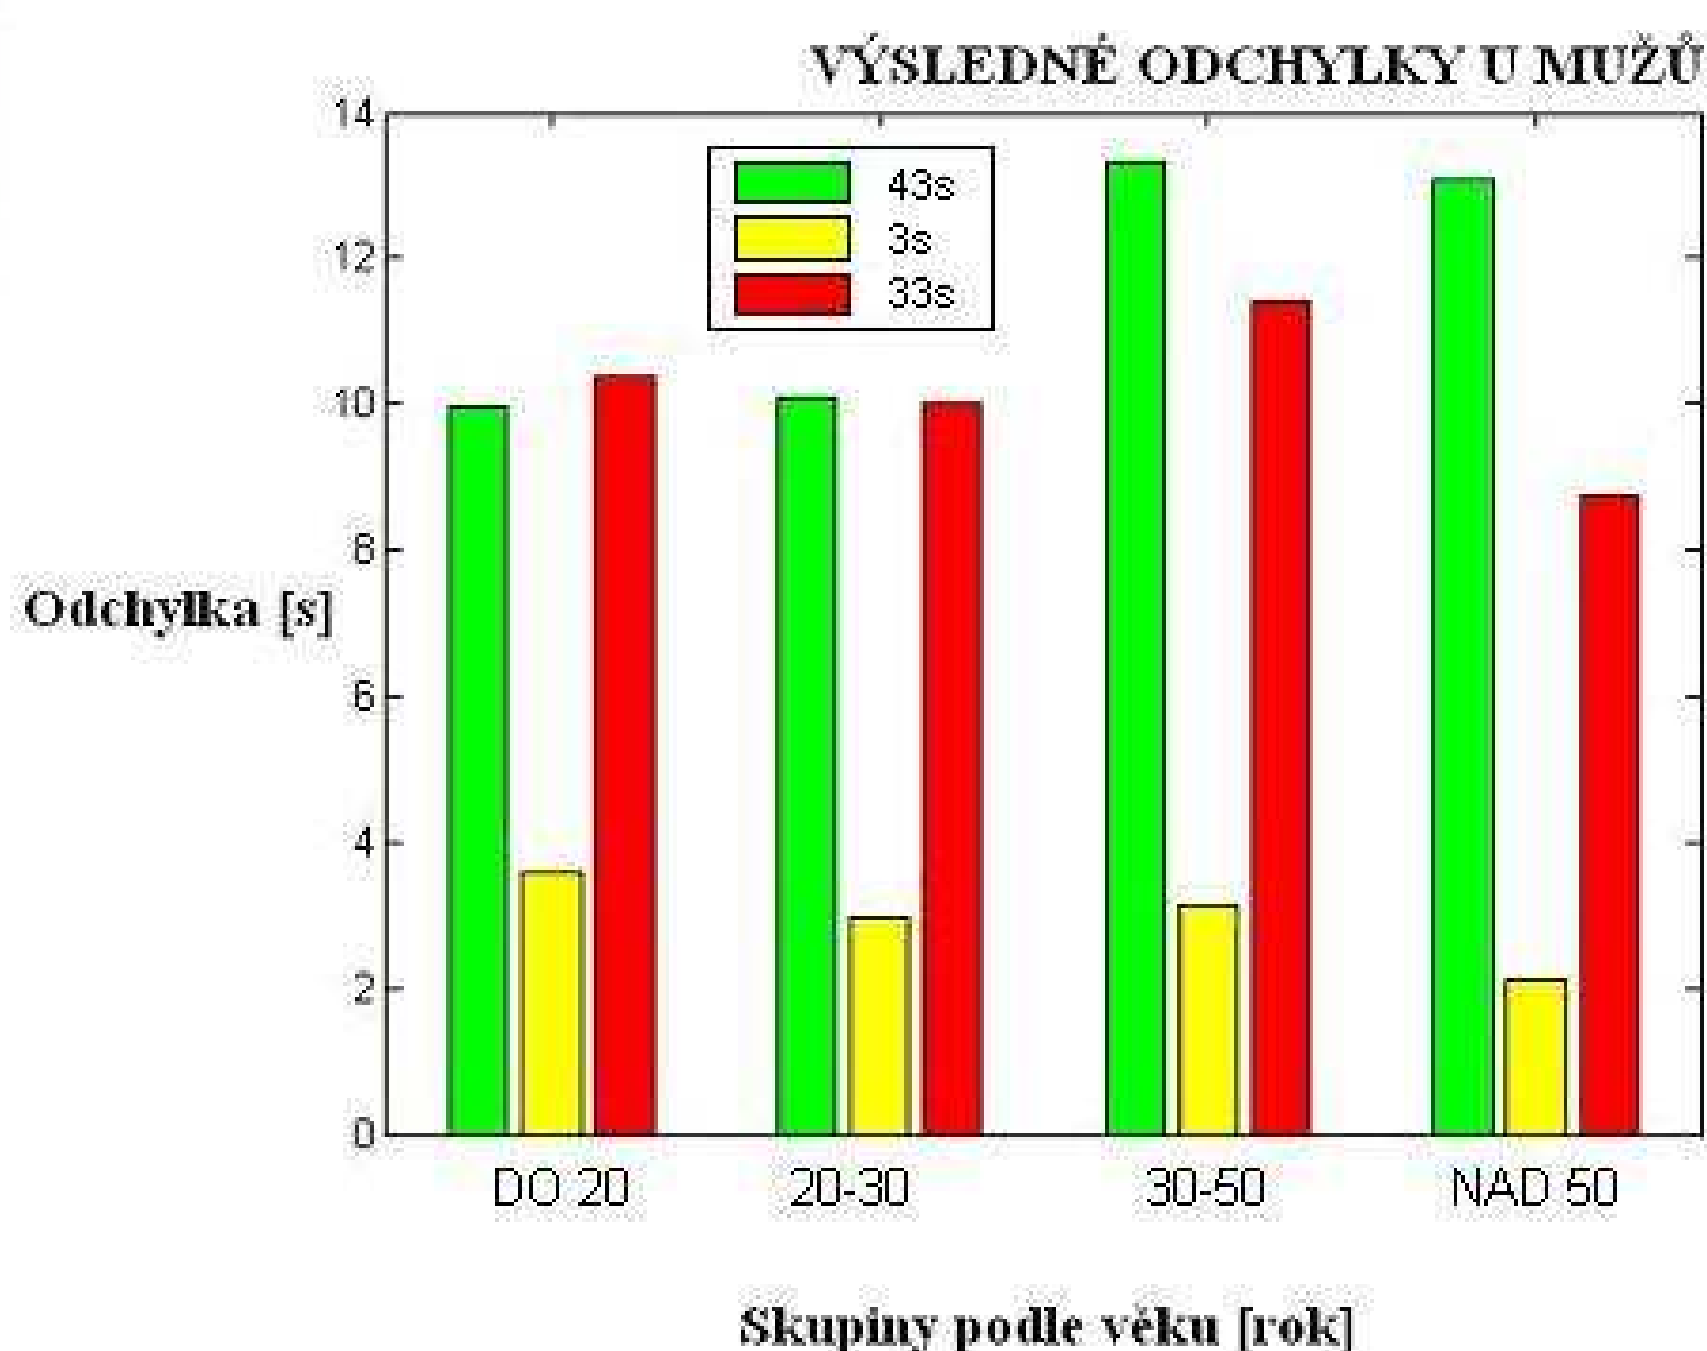 VÝSLEDNÉ ODCHYLKY U MUŽŮ
14
12
10
8
6
4
2
0
43s
3s
33s
Odchylka [s]
DO 20
20-30
30-50
NAD 50
Skupiny podle věku [rok]